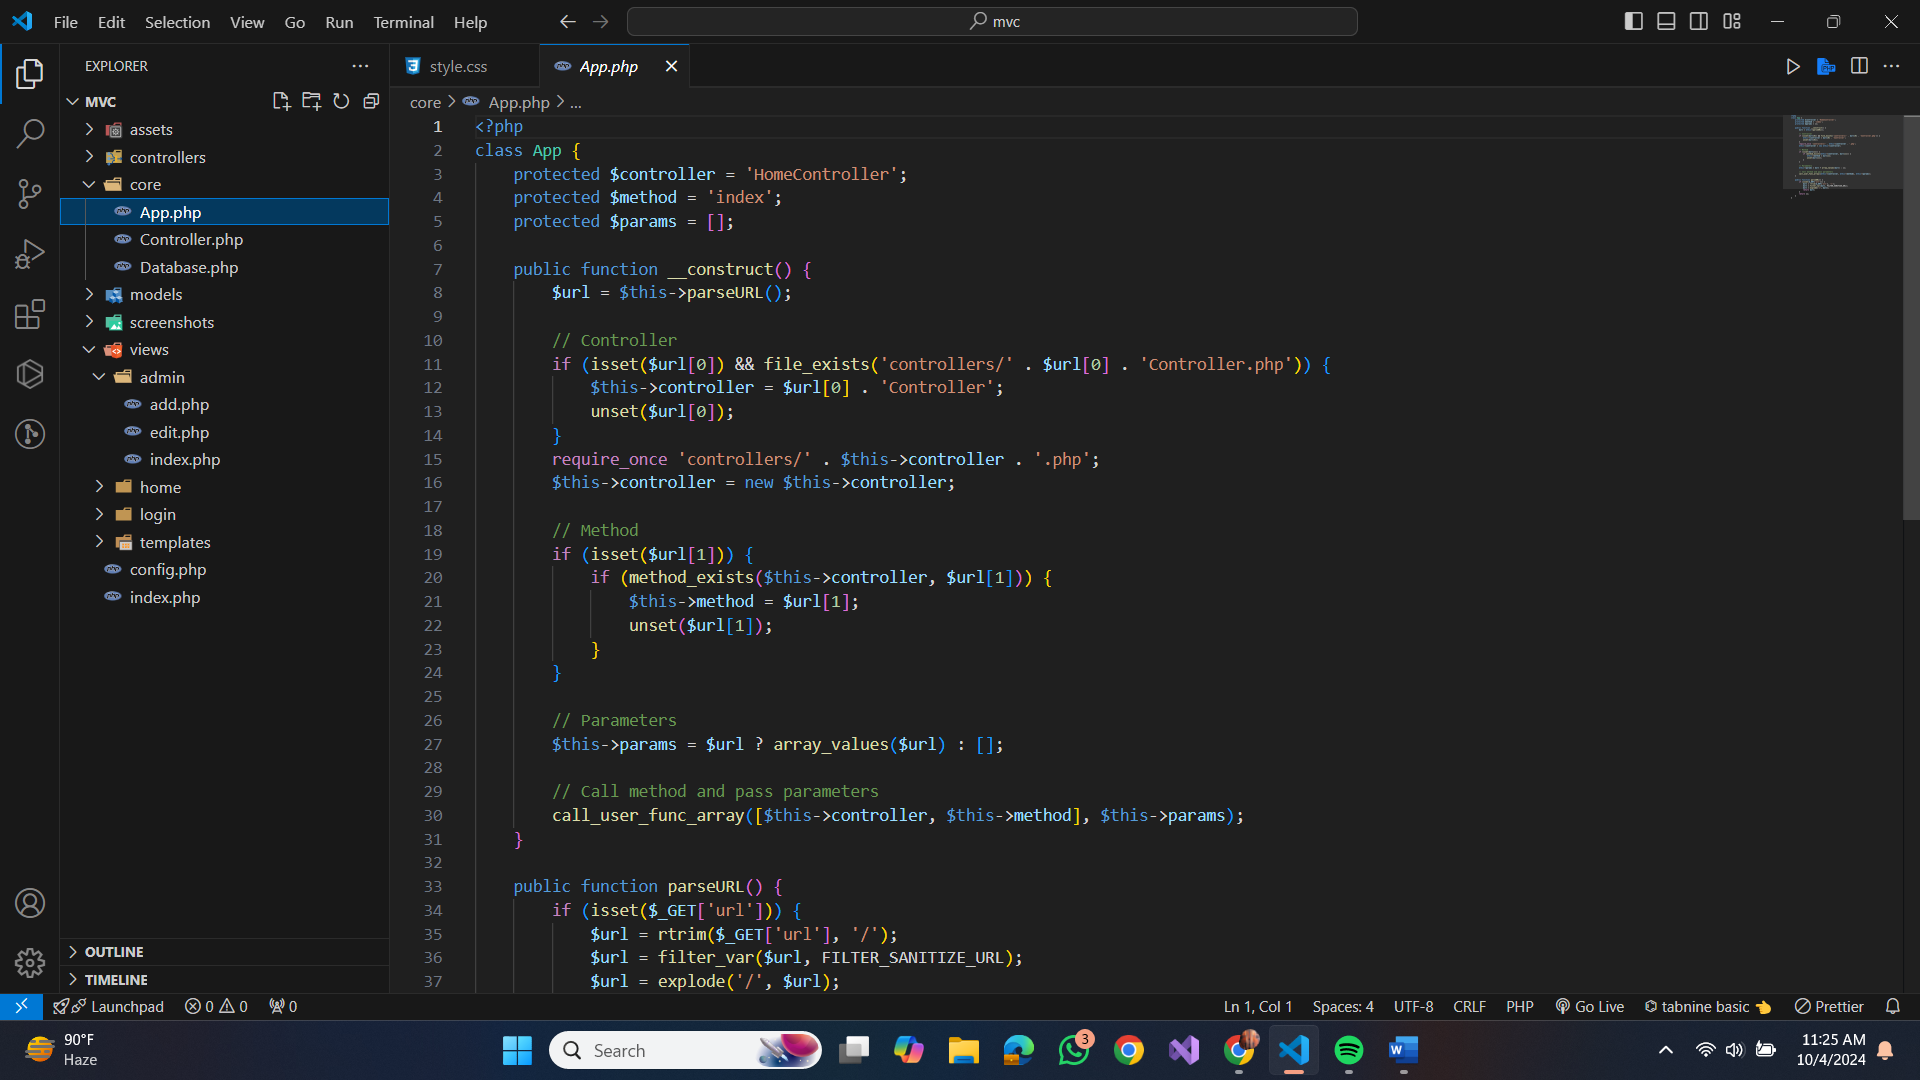 File Edit Selection View Go Run Terminal Help
mvc
EXPLORER
style.css
App.php
MVC
core > App.php > ...
assets
controllers
core
App.php
Controller.php
Database.php
models
screenshots
views
admin
add.php
edit.php
index.php
home
login
templates
config.php
index.php
OUTLINE
TIMELINE
1 <?php
2 class App {
3 protected $controller = 'HomeController';
4 protected $method = 'index';
5 protected $params = [];
6
7 public function __construct() {
8 $url = $this->parseURL();
9
10 // Controller
11 if (isset($url[0]) && file_exists('controllers/' . $url[0] . 'Controller.php')) {
12 $this->controller = $url[0] . 'Controller';
13 unset($url[0]);
14 }
15 require_once 'controllers/' . $this->controller . '.php';
16 $this->controller = new $this->controller;
17
18 // Method
19 if (isset($url[1])) {
20 if (method_exists($this->controller, $url[1])) {
21 $this->method = $url[1];
22 unset($url[1]);
23 }
24 }
25
26 // Parameters
27 $this->params = $url ? array_values($url) : [];
28
29 // Call method and pass parameters
30 call_user_func_array([$this->controller, $this->method], $this->params);
31 }
32
33 public function parseURL() {
34 if (isset($_GET['url'])) {
35 $url = rtrim($_GET['url'], '/');
36 $url = filter_var($url, FILTER_SANITIZE_URL);
37 $url = explode('/', $url);
Launchpad 0 0 0 Ln 1, Col 1 Spaces: 4 UTF-8 CRLF PHP Go Live tabnine basic Prettier
90°F
Haze
Search
3
11:25 AM
10/4/2024